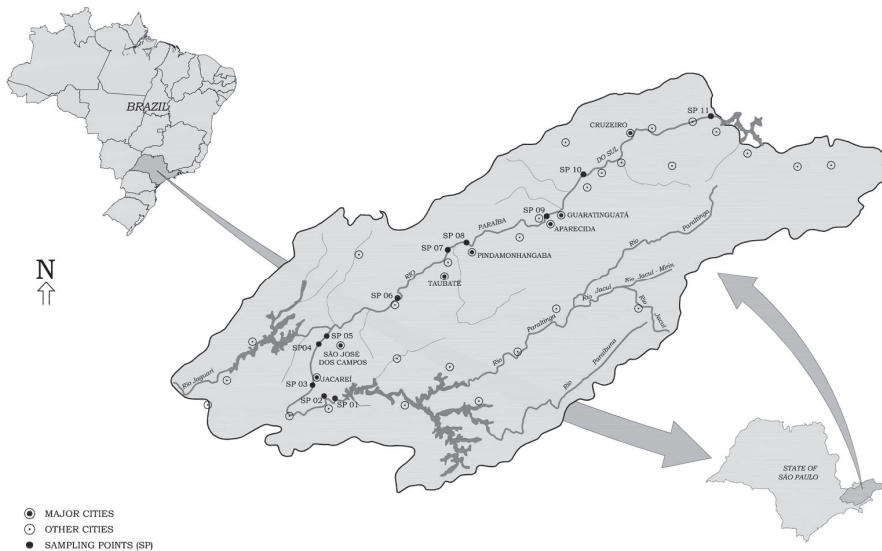 BRAZIL
N
SP 11
CRUZEIRO
DO SUL
SP 10
SP 09
GUARATINGUATÁ
APARECIDA
PARAÍBA
SP 08
SP 07
PINDAMONHANGABA
TAUBATÉ
RIO
SP 06
Rio Paraitinga
Rio Jacuí - Mirim
Rio Jacuí
Rio Jacuí
SP 05
SP04
SÃO JOSÉ
DOS CAMPOS
Rio Paraitinga
Rio Paraibuna
Rio Jaguari
JACAREÍ
SP 03
SP 02
SP 01
STATE OF
SÃO PAULO
MAJOR CITIES
OTHER CITIES
SAMPLING POINTS (SP)